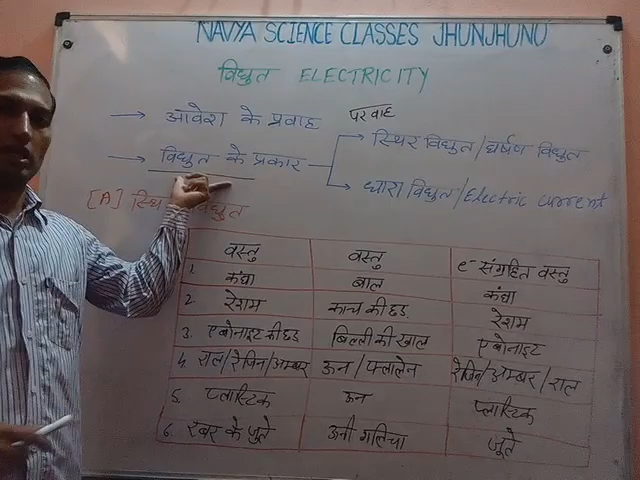 NAVYA SCIENCE CLASSES JHUNJHUNU
विद्युत ELECTRICITY
→ आवेश के प्रवाह परवाह
→ विद्युत के प्रकार → स्थिर विद्युत/घर्षण विद्युत
→ धारा विद्युत/Electric current
[A] स्थि विद्युत
वस्तु वस्तु e⁻ संग्रहित वस्तु
1. कंघा बाल कंघा
2. रेशम कान्च की छड़ रेशम
3. एबोनाइट की छड़ बिल्ली की खाल एबोनाइट
4. राल/रेजिन/अम्बर ऊन/फ्लालेन रेजिन/अम्बर/राल
5. प्लास्टिक ऊन प्लास्टिक
6. रबर के जुते ऊनी गलिचा जूते